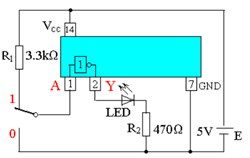 VCC 14
R1 3.3kΩ
1
A 1 2 Y 7 GND
1
LED
0
R2 470Ω
5V E